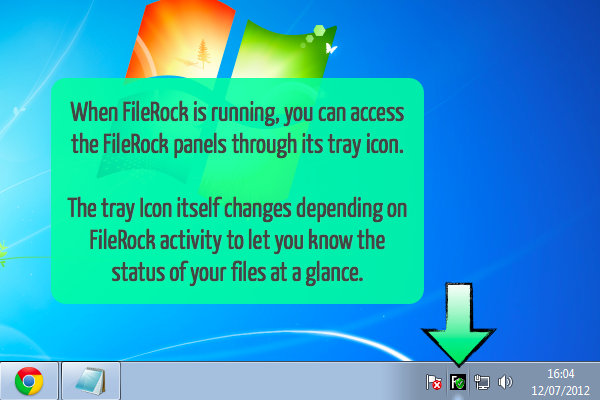 When FileRock is running, you can access
the FileRock panels through its tray icon.
The tray Icon itself changes depending on
FileRock activity to let you know the
status of your files at a glance.
16:04
12/07/2012